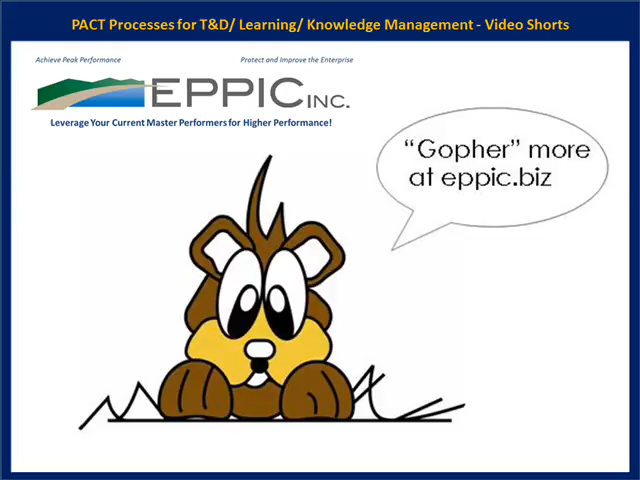 PACT Processes for T&D/ Learning/ Knowledge Management - Video Shorts
Achieve Peak Performance
Protect and Improve the Enterprise
EPPIC INC.
Leverage Your Current Master Performers for Higher Performance!
“Gopher” more
at eppic.biz